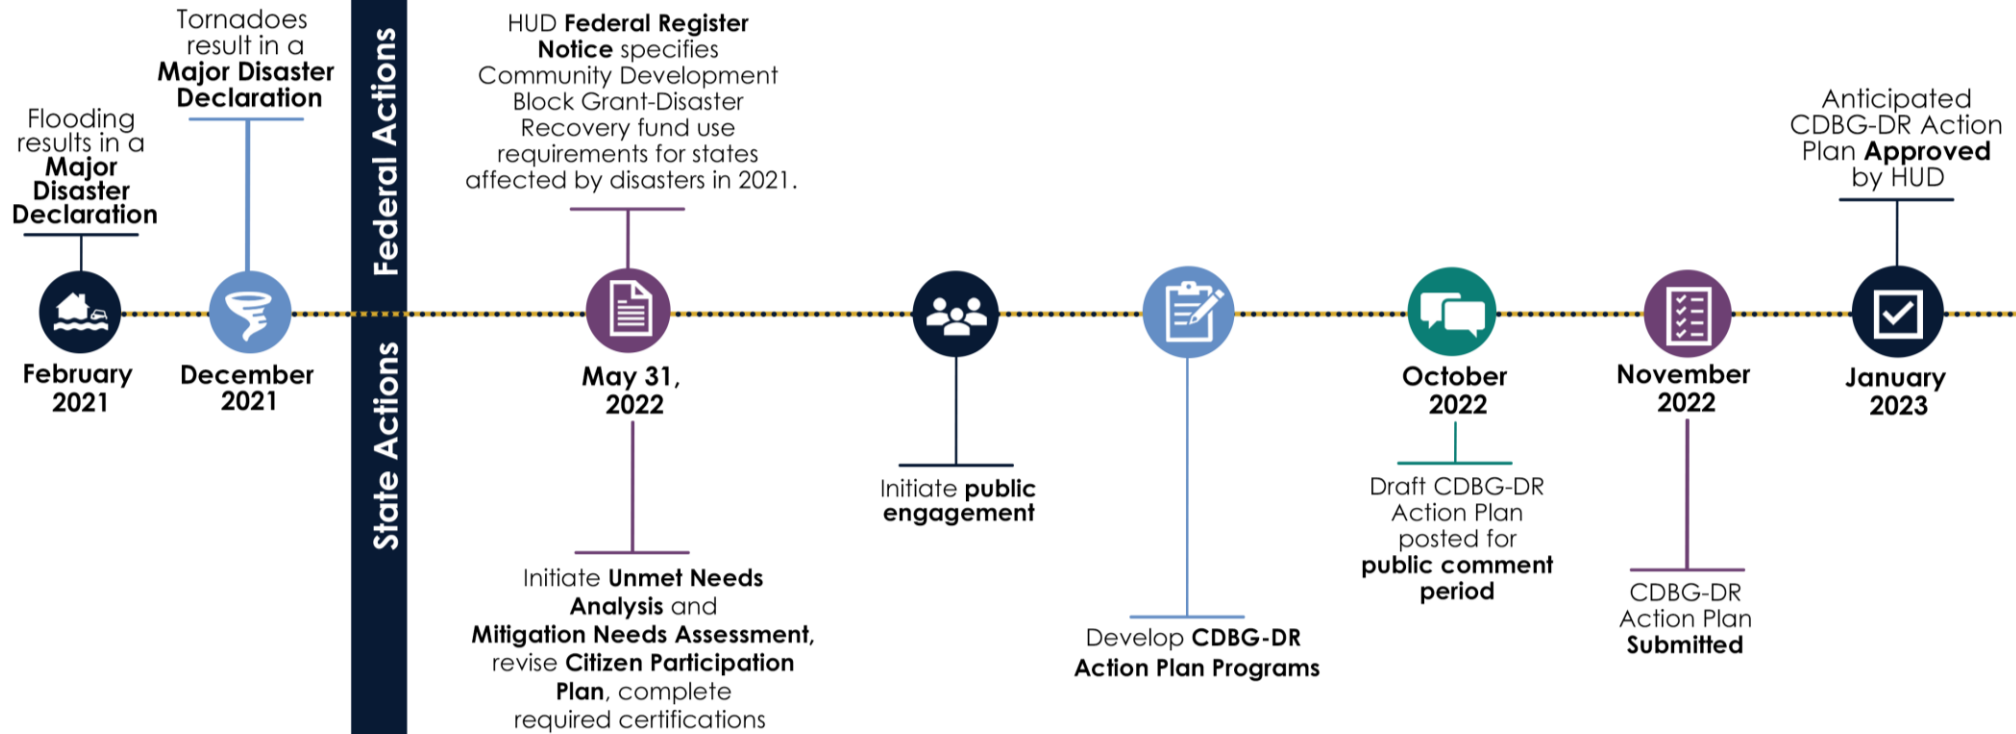 Flooding
results in a
Major
Disaster
Declaration
February
2021
Tornadoes
result in a
Major Disaster
Declaration
December
2021
Federal Actions
State Actions
HUD Federal Register
Notice specifies
Community Development
Block Grant-Disaster
Recovery fund use
requirements for states
affected by disasters in 2021.
May 31,
2022
Initiate Unmet Needs
Analysis and
Mitigation Needs Assessment,
revise Citizen Participation
Plan, complete
required certifications
Initiate public
engagement
Develop CDBG-DR
Action Plan Programs
October
2022
Draft CDBG-DR
Action Plan
posted for
public comment
period
November
2022
CDBG-DR
Action Plan
Submitted
Anticipated
CDBG-DR Action
Plan Approved
by HUD
January
2023